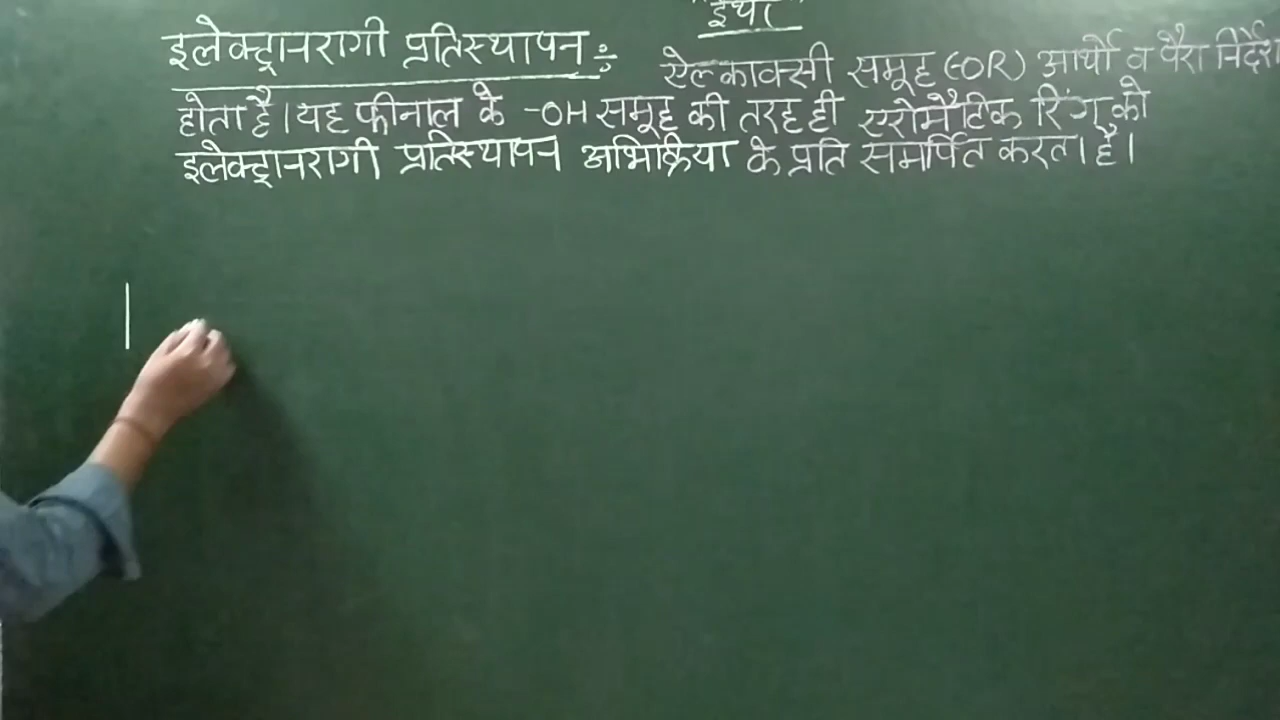 "ईथर"
इलेक्ट्रानरागी प्रतिस्थापन ÷ ऐल्काक्सी समूह (-OR) आर्थो व पैरा निर्देश
होता है। यह फीनाल के -OH समूह की तरह ही एरोमैटिक रिंग को
इलेक्ट्रानरागी प्रतिस्थापन अभिक्रिया के प्रति समर्पित करता है।